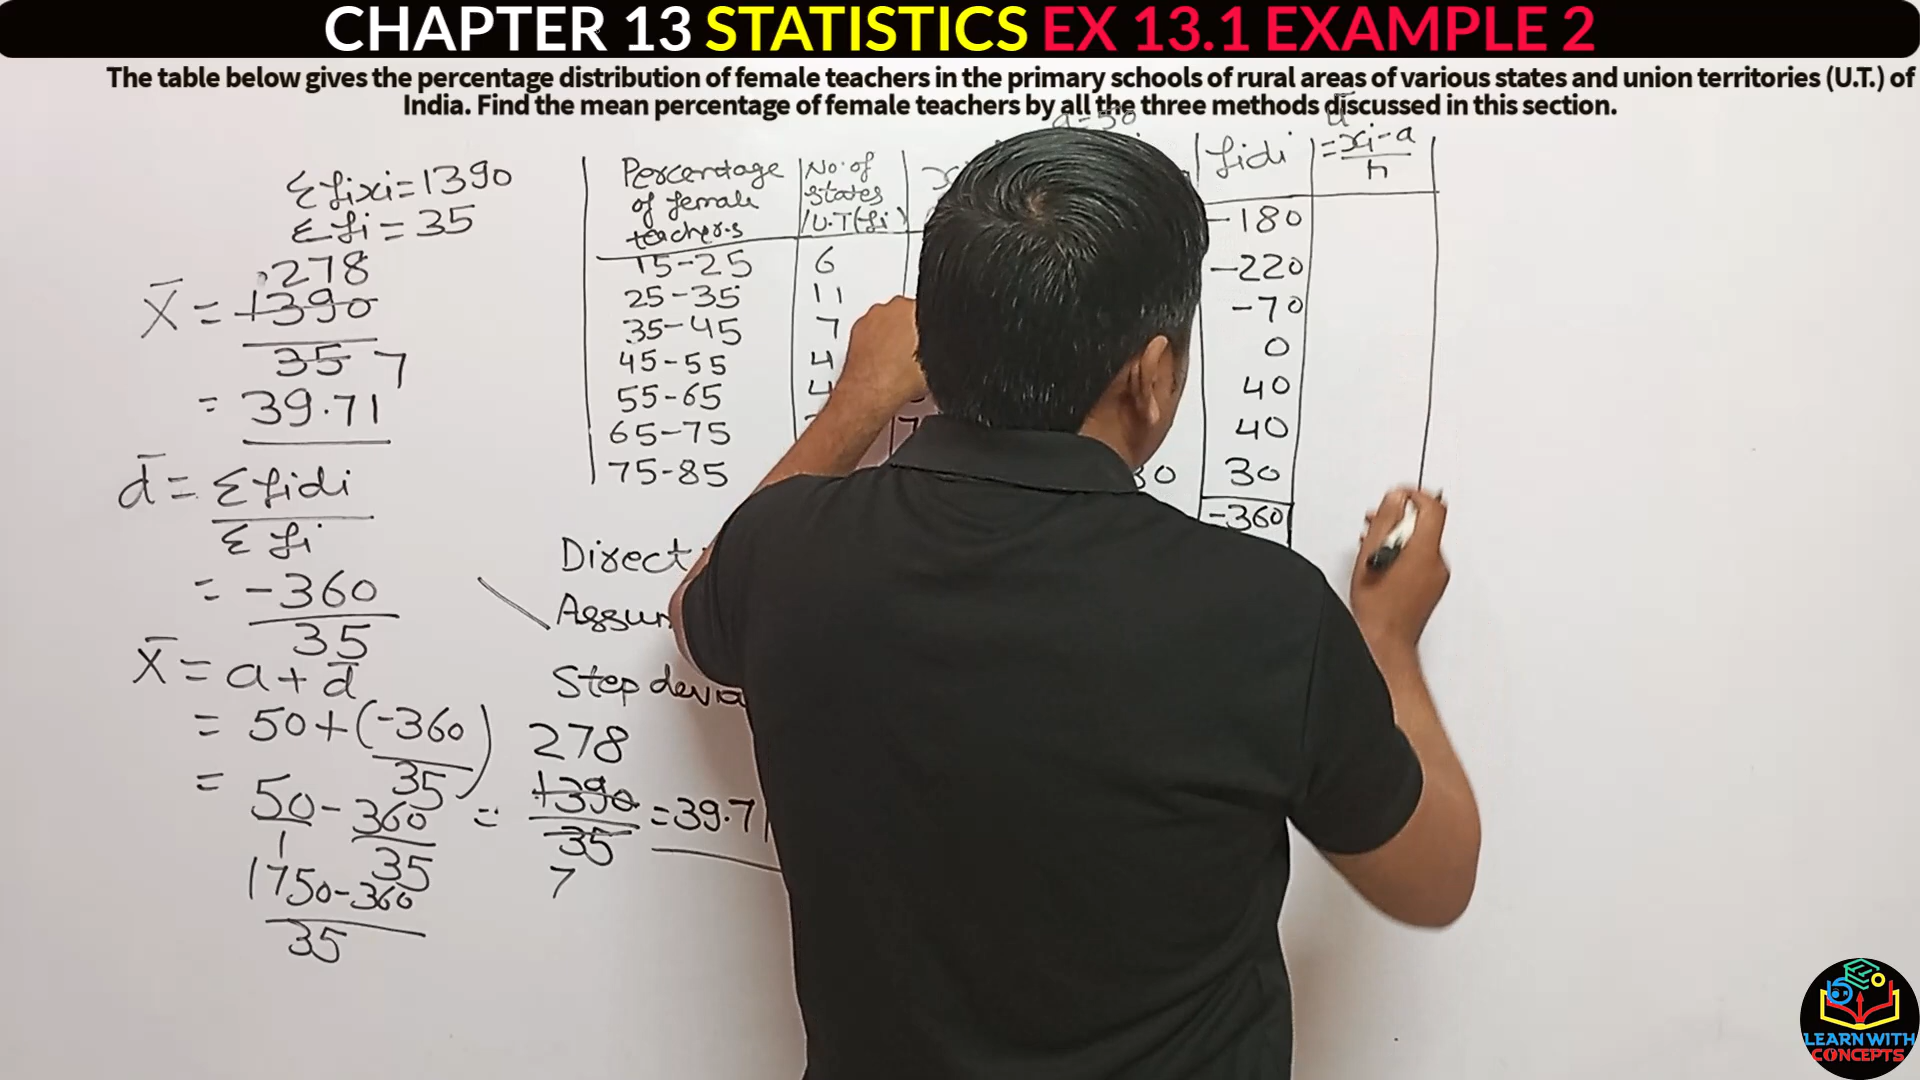 CHAPTER 13 STATISTICS EX 13.1 EXAMPLE 2
The table below gives the percentage distribution of female teachers in the primary schools of rural areas of various states and union territories (U.T.) of
India. Find the mean percentage of female teachers by all the three methods discussed in this section.
Σfixi=1390
Σfi=35
278
x̄ = 1390
35 7
= 39.71
d̄ = Σfidi
Σfi
= -360
35
x̄ = a+d̄
= 50+(-360)
35
= 50 - 360
1 35
1750-360
35
= 278
1390 = 39.71
35
7
Percentage of female teachers
No. of States /U.T(fi)
a=50
fidi
= xi-a
h
15-25 6 -180
25-35 11 -220
35-45 7 -70
45-55 4 0
55-65 4 40
65-75 40
75-85 30
-360
Direct
Step
LEARN WITH
CONCEPTS